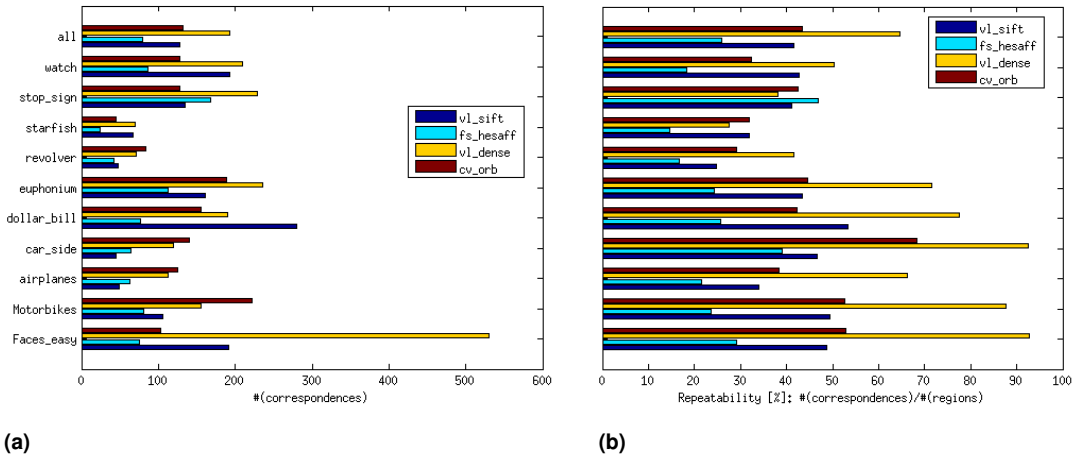 all
watch
stop_sign
starfish
revolver
euphonium
dollar_bill
car_side
airplanes
Motorbikes
Faces_easy
vl_sift
fs_hesaff
vl_dense
cv_orb
0 100 200 300 400 500 600
#(correspondences)
(a)
vl_sift
fs_hesaff
vl_dense
cv_orb
0 10 20 30 40 50 60 70 80 90 100
Repeatability [%]: #(correspondences)/#(regions)
(b)